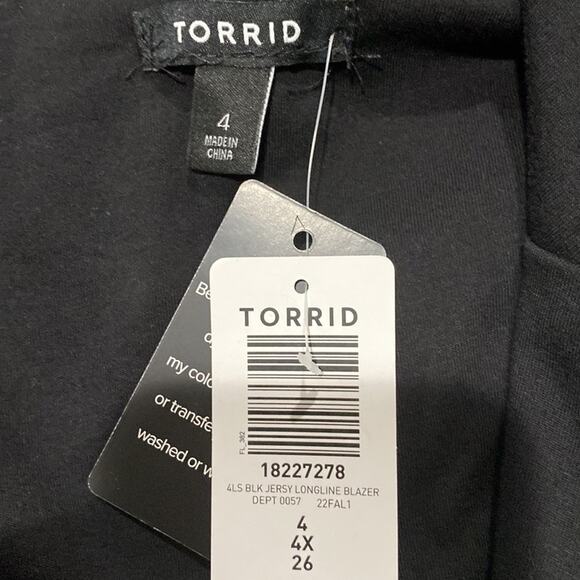 TORRID
4
MADE IN
CHINA
my
or transfe
washed or w
TORRID
FL_382
18227278
4LS BLK JERSY LONGLINE BLAZER
DEPT 0057 22FAL1
4
4X
26